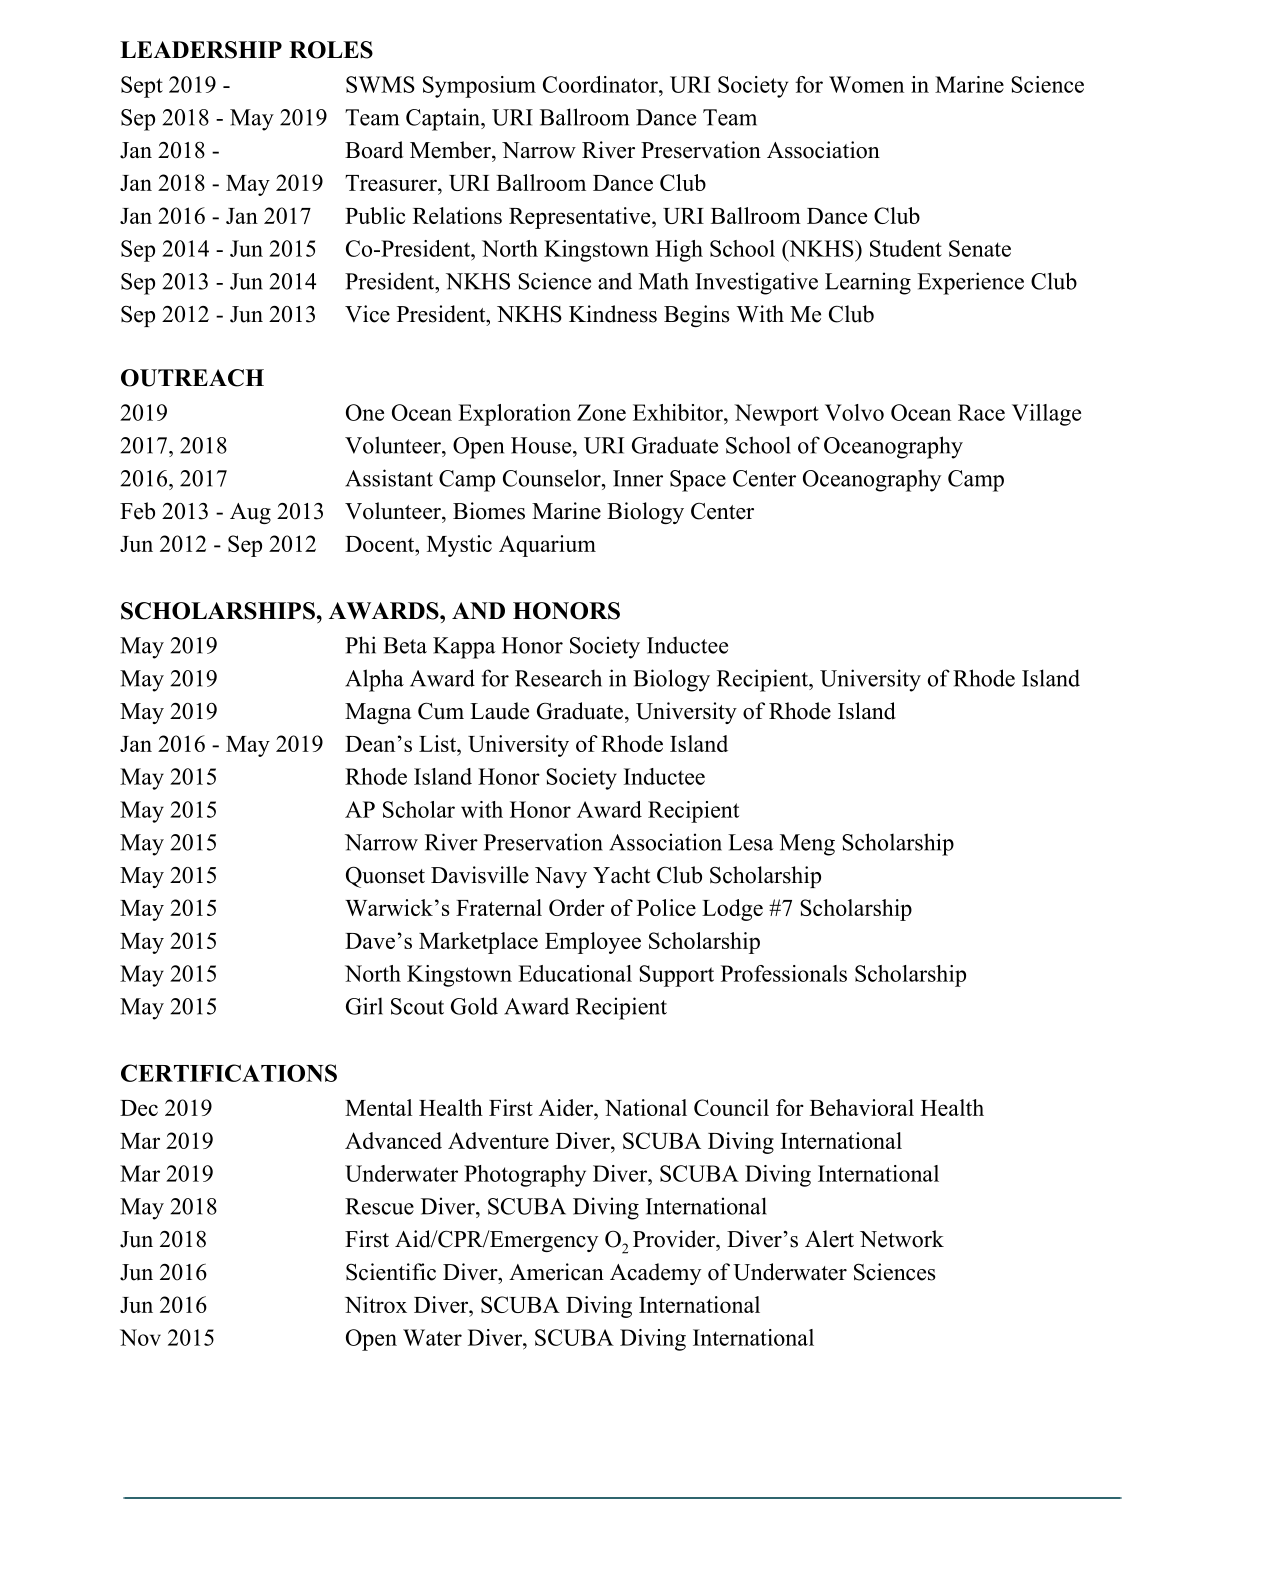 LEADERSHIP ROLES
Sept 2019 - SWMS Symposium Coordinator, URI Society for Women in Marine Science
Sep 2018 - May 2019 Team Captain, URI Ballroom Dance Team
Jan 2018 - Board Member, Narrow River Preservation Association
Jan 2018 - May 2019 Treasurer, URI Ballroom Dance Club
Jan 2016 - Jan 2017 Public Relations Representative, URI Ballroom Dance Club
Sep 2014 - Jun 2015 Co-President, North Kingstown High School (NKHS) Student Senate
Sep 2013 - Jun 2014 President, NKHS Science and Math Investigative Learning Experience Club
Sep 2012 - Jun 2013 Vice President, NKHS Kindness Begins With Me Club
OUTREACH
2019 One Ocean Exploration Zone Exhibitor, Newport Volvo Ocean Race Village
2017, 2018 Volunteer, Open House, URI Graduate School of Oceanography
2016, 2017 Assistant Camp Counselor, Inner Space Center Oceanography Camp
Feb 2013 - Aug 2013 Volunteer, Biomes Marine Biology Center
Jun 2012 - Sep 2012 Docent, Mystic Aquarium
SCHOLARSHIPS, AWARDS, AND HONORS
May 2019 Phi Beta Kappa Honor Society Inductee
May 2019 Alpha Award for Research in Biology Recipient, University of Rhode Island
May 2019 Magna Cum Laude Graduate, University of Rhode Island
Jan 2016 - May 2019 Dean’s List, University of Rhode Island
May 2015 Rhode Island Honor Society Inductee
May 2015 AP Scholar with Honor Award Recipient
May 2015 Narrow River Preservation Association Lesa Meng Scholarship
May 2015 Quonset Davisville Navy Yacht Club Scholarship
May 2015 Warwick’s Fraternal Order of Police Lodge #7 Scholarship
May 2015 Dave’s Marketplace Employee Scholarship
May 2015 North Kingstown Educational Support Professionals Scholarship
May 2015 Girl Scout Gold Award Recipient
CERTIFICATIONS
Dec 2019 Mental Health First Aider, National Council for Behavioral Health
Mar 2019 Advanced Adventure Diver, SCUBA Diving International
Mar 2019 Underwater Photography Diver, SCUBA Diving International
May 2018 Rescue Diver, SCUBA Diving International
Jun 2018 First Aid/CPR/Emergency O₂ Provider, Diver’s Alert Network
Jun 2016 Scientific Diver, American Academy of Underwater Sciences
Jun 2016 Nitrox Diver, SCUBA Diving International
Nov 2015 Open Water Diver, SCUBA Diving International